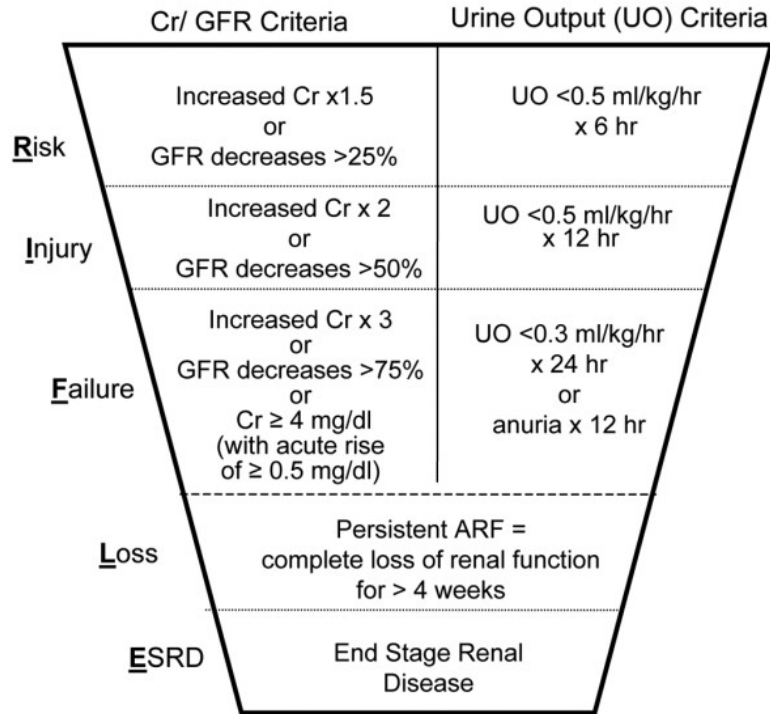 Cr/ GFR Criteria
Urine Output (UO) Criteria
Risk
Increased Cr x1.5
or
GFR decreases >25%
UO <0.5 ml/kg/hr
x 6 hr
Injury
Increased Cr x 2
or
GFR decreases >50%
UO <0.5 ml/kg/hr
x 12 hr
Failure
Increased Cr x 3
or
GFR decreases >75%
or
Cr ≥ 4 mg/dl
(with acute rise
of ≥ 0.5 mg/dl)
UO <0.3 ml/kg/hr
x 24 hr
or
anuria x 12 hr
Loss
Persistent ARF =
complete loss of renal function
for > 4 weeks
ESRD
End Stage Renal
Disease